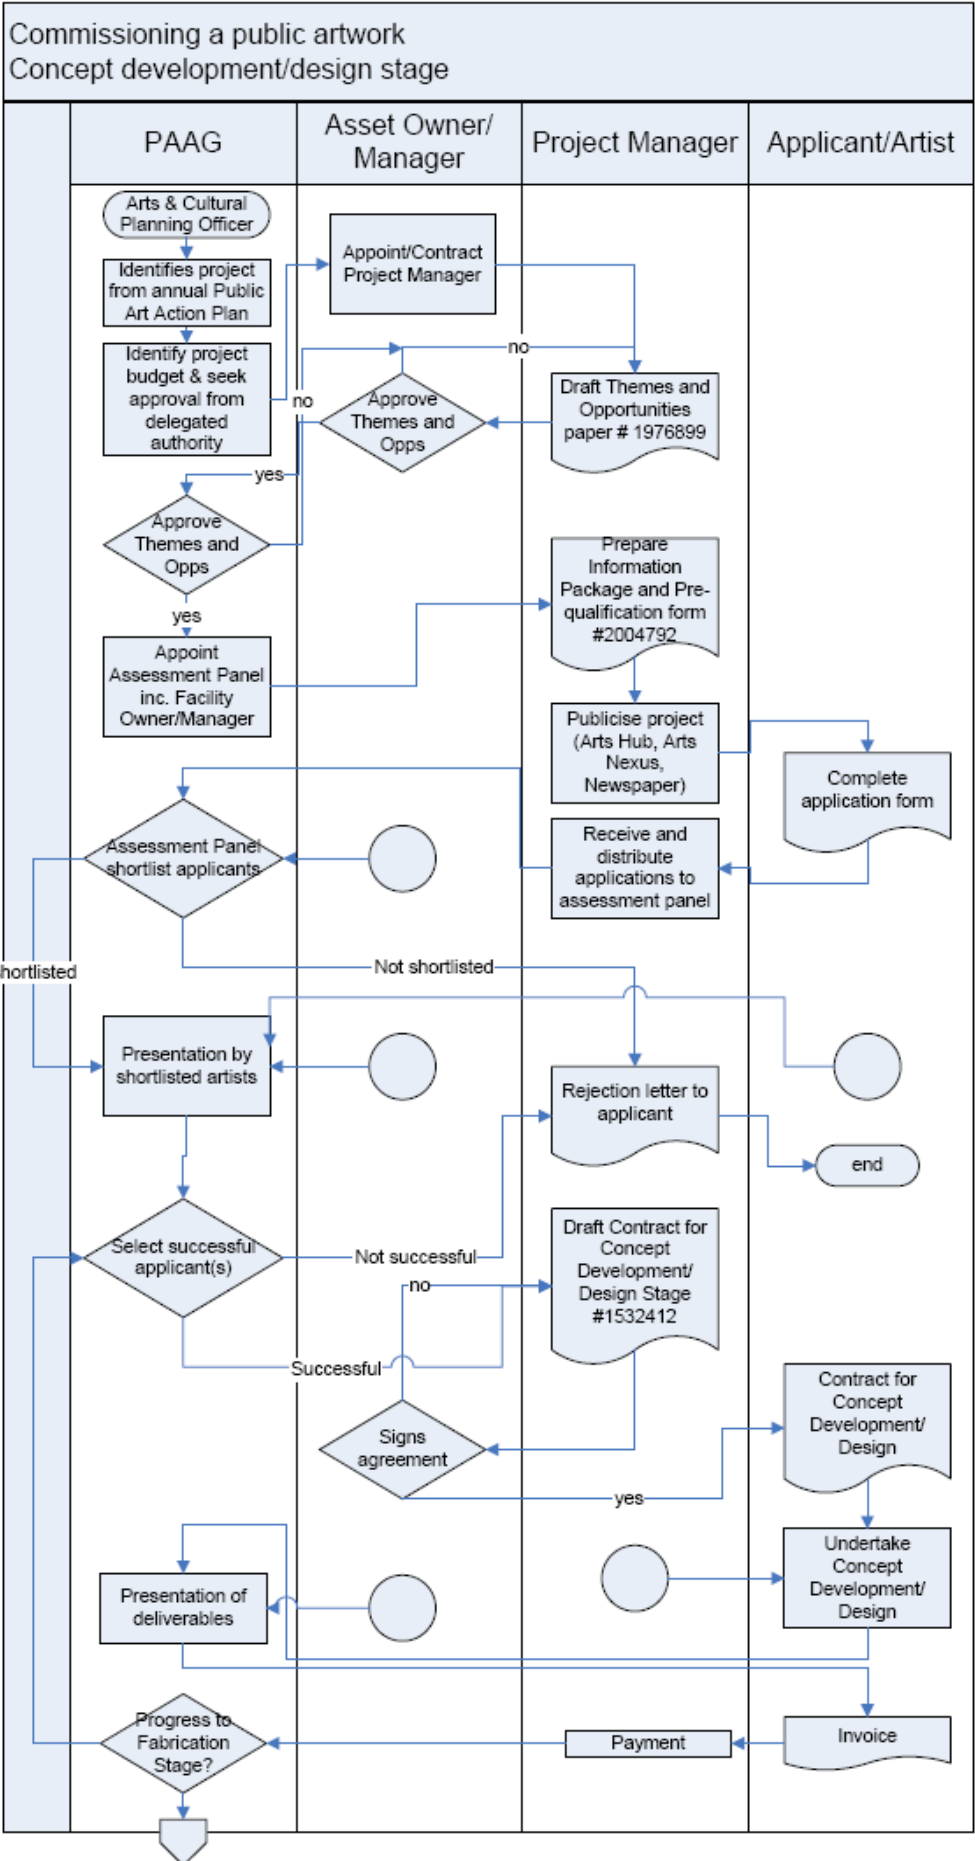 Commissioning a public artwork
Concept development/design stage
PAAG
Asset Owner/
Manager
Project Manager
Applicant/Artist
Arts & Cultural
Planning Officer
Identifies project
from annual Public
Art Action Plan
Identify project
budget & seek
approval from
delegated
authority
Appoint/Contract
Project Manager
no
no
Approve
Themes and
Opps
Draft Themes and
Opportunities
paper # 1976899
yes
Approve
Themes and
Opps
yes
Appoint
Assessment Panel
inc. Facility
Owner/Manager
Prepare
Information
Package and Pre-
qualification form
#2004792
Publicise project
(Arts Hub, Arts
Nexus,
Newspaper)
Complete
application form
Receive and
distribute
applications to
assessment panel
Assessment Panel
shortlist applicants
hortlisted
Not shortlisted
Presentation by
shortlisted artists
Rejection letter to
applicant
end
Select successful
applicant(s)
Not successful
no
Successful
Draft Contract for
Concept
Development/
Design Stage
#1532412
Signs
agreement
yes
Contract for
Concept
Development/
Design
Undertake
Concept
Development/
Design
Presentation of
deliverables
Progress to
Fabrication
Stage?
Payment
Invoice